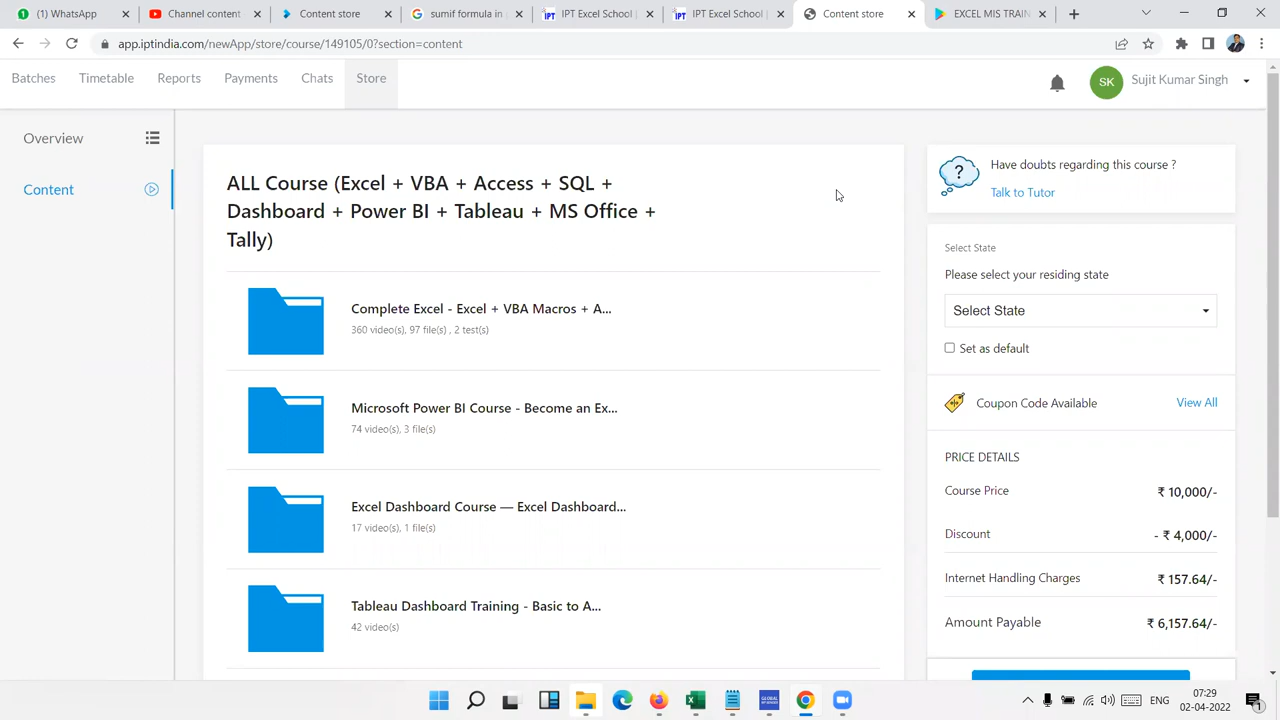 (1) WhatsApp
Channel content
Content store
sumif formula in
IPT Excel School |
IPT Excel School |
Content store
EXCEL MIS TRAIN
app.iptindia.com/newApp/store/course/149105/0?section=content
Batches
Timetable
Reports
Payments
Chats
Store
SK
Sujit Kumar Singh
Overview
Content
ALL Course (Excel + VBA + Access + SQL +
Dashboard + Power BI + Tableau + MS Office +
Tally)
Complete Excel - Excel + VBA Macros + A...
360 video(s), 97 file(s) , 2 test(s)
Microsoft Power BI Course - Become an Ex...
74 video(s), 3 file(s)
Excel Dashboard Course — Excel Dashboard...
17 video(s), 1 file(s)
Tableau Dashboard Training - Basic to A...
42 video(s)
Have doubts regarding this course ?
Talk to Tutor
Select State
Please select your residing state
Select State
Set as default
Coupon Code Available
View All
PRICE DETAILS
Course Price
₹ 10,000/-
Discount
- ₹ 4,000/-
Internet Handling Charges
₹ 157.64/-
Amount Payable
₹ 6,157.64/-
ENG
07:29
02-04-2022